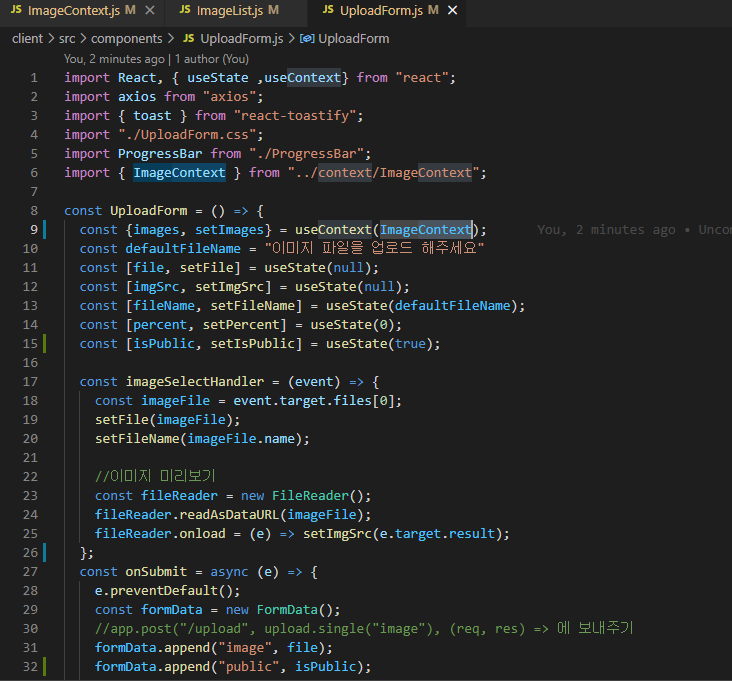 JS ImageContext.js M × JS ImageList.js M JS UploadForm.js M ×
client > src > components > JS UploadForm.js > UploadForm
You, 2 minutes ago | 1 author (You)
1 import React, { useState ,useContext} from "react";
2 import axios from "axios";
3 import { toast } from "react-toastify";
4 import "./UploadForm.css";
5 import ProgressBar from "./ProgressBar";
6 import { ImageContext } from "../context/ImageContext";
7
8 const UploadForm = () => {
9 const {images, setImages} = useContext(ImageContext); You, 2 minutes ago • Uncom
10 const defaultFileName = "이미지 파일을 업로드 해주세요"
11 const [file, setFile] = useState(null);
12 const [imgSrc, setImgSrc] = useState(null);
13 const [fileName, setFileName] = useState(defaultFileName);
14 const [percent, setPercent] = useState(0);
15 const [isPublic, setIsPublic] = useState(true);
16
17 const imageSelectHandler = (event) => {
18 const imageFile = event.target.files[0];
19 setFile(imageFile);
20 setFileName(imageFile.name);
21
22 //이미지 미리보기
23 const fileReader = new FileReader();
24 fileReader.readAsDataURL(imageFile);
25 fileReader.onload = (e) => setImgSrc(e.target.result);
26 };
27 const onSubmit = async (e) => {
28 e.preventDefault();
29 const formData = new FormData();
30 //app.post("/upload", upload.single("image"), (req, res) => 에 보내주기
31 formData.append("image", file);
32 formData.append("public", isPublic);